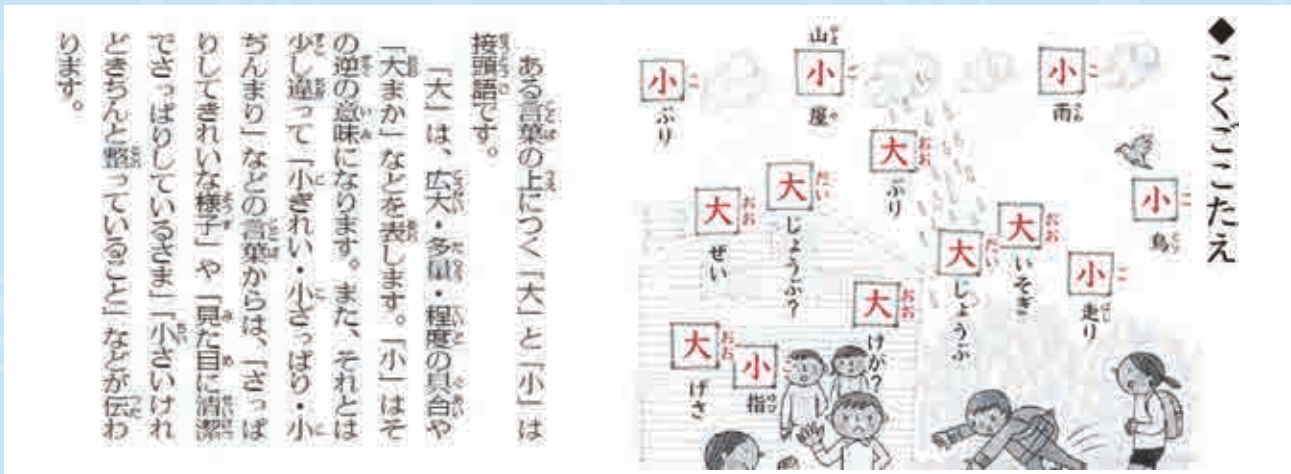 ◆こくごこたえ
小鳥
小走り
小雨
大いそぎ
大じょうぶ
大ぶり
大けが?
山小屋
大じょうぶ?
大ぜい
小指
大げさ
小ぶり
ある言葉の上につく「大」と「小」は
接頭語です。
「大」は、広大・多量・程度の具合や
「大まか」などを表します。「小」はそ
の逆の意味になります。また、それとは
少し違って「小ぎれい・小ざっぱり・小
ぢんまり」などの言葉からは、「さっぱ
りしてきれいな様子」や「見た目に清潔
でさっぱりしているさま」「小さいけれ
どきちんと整っていること」などが伝わ
ります。